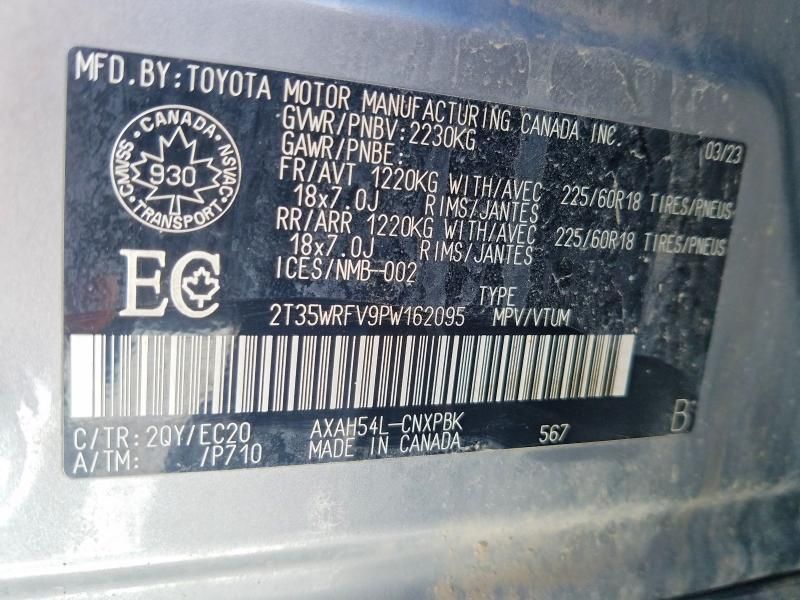 MFD.BY:TOYOTA MOTOR MANUFACTURING CANADA INC.
03/23
GVWR/PNBV:2230KG
GAWR/PNBE:
FR/AVT 1220KG WITH/AVEC 225/60R18 TIRES/PNEUS
18x7.0J RIMS/JANTES
RR/ARR 1220KG WITH/AVEC 225/60R18 TIRES/PNEUS
18x7.0J RIMS/JANTES
ICES/NMB-002
CANADA
CMVSS 930 NSVAC
TRANSPORT
EC
TYPE
2T35WRFV9PW162095 MPV/VTUM
C/TR:2QY/EC20 AXAH54L-CNXPBK 567 B
A/TM: /P710 MADE IN CANADA